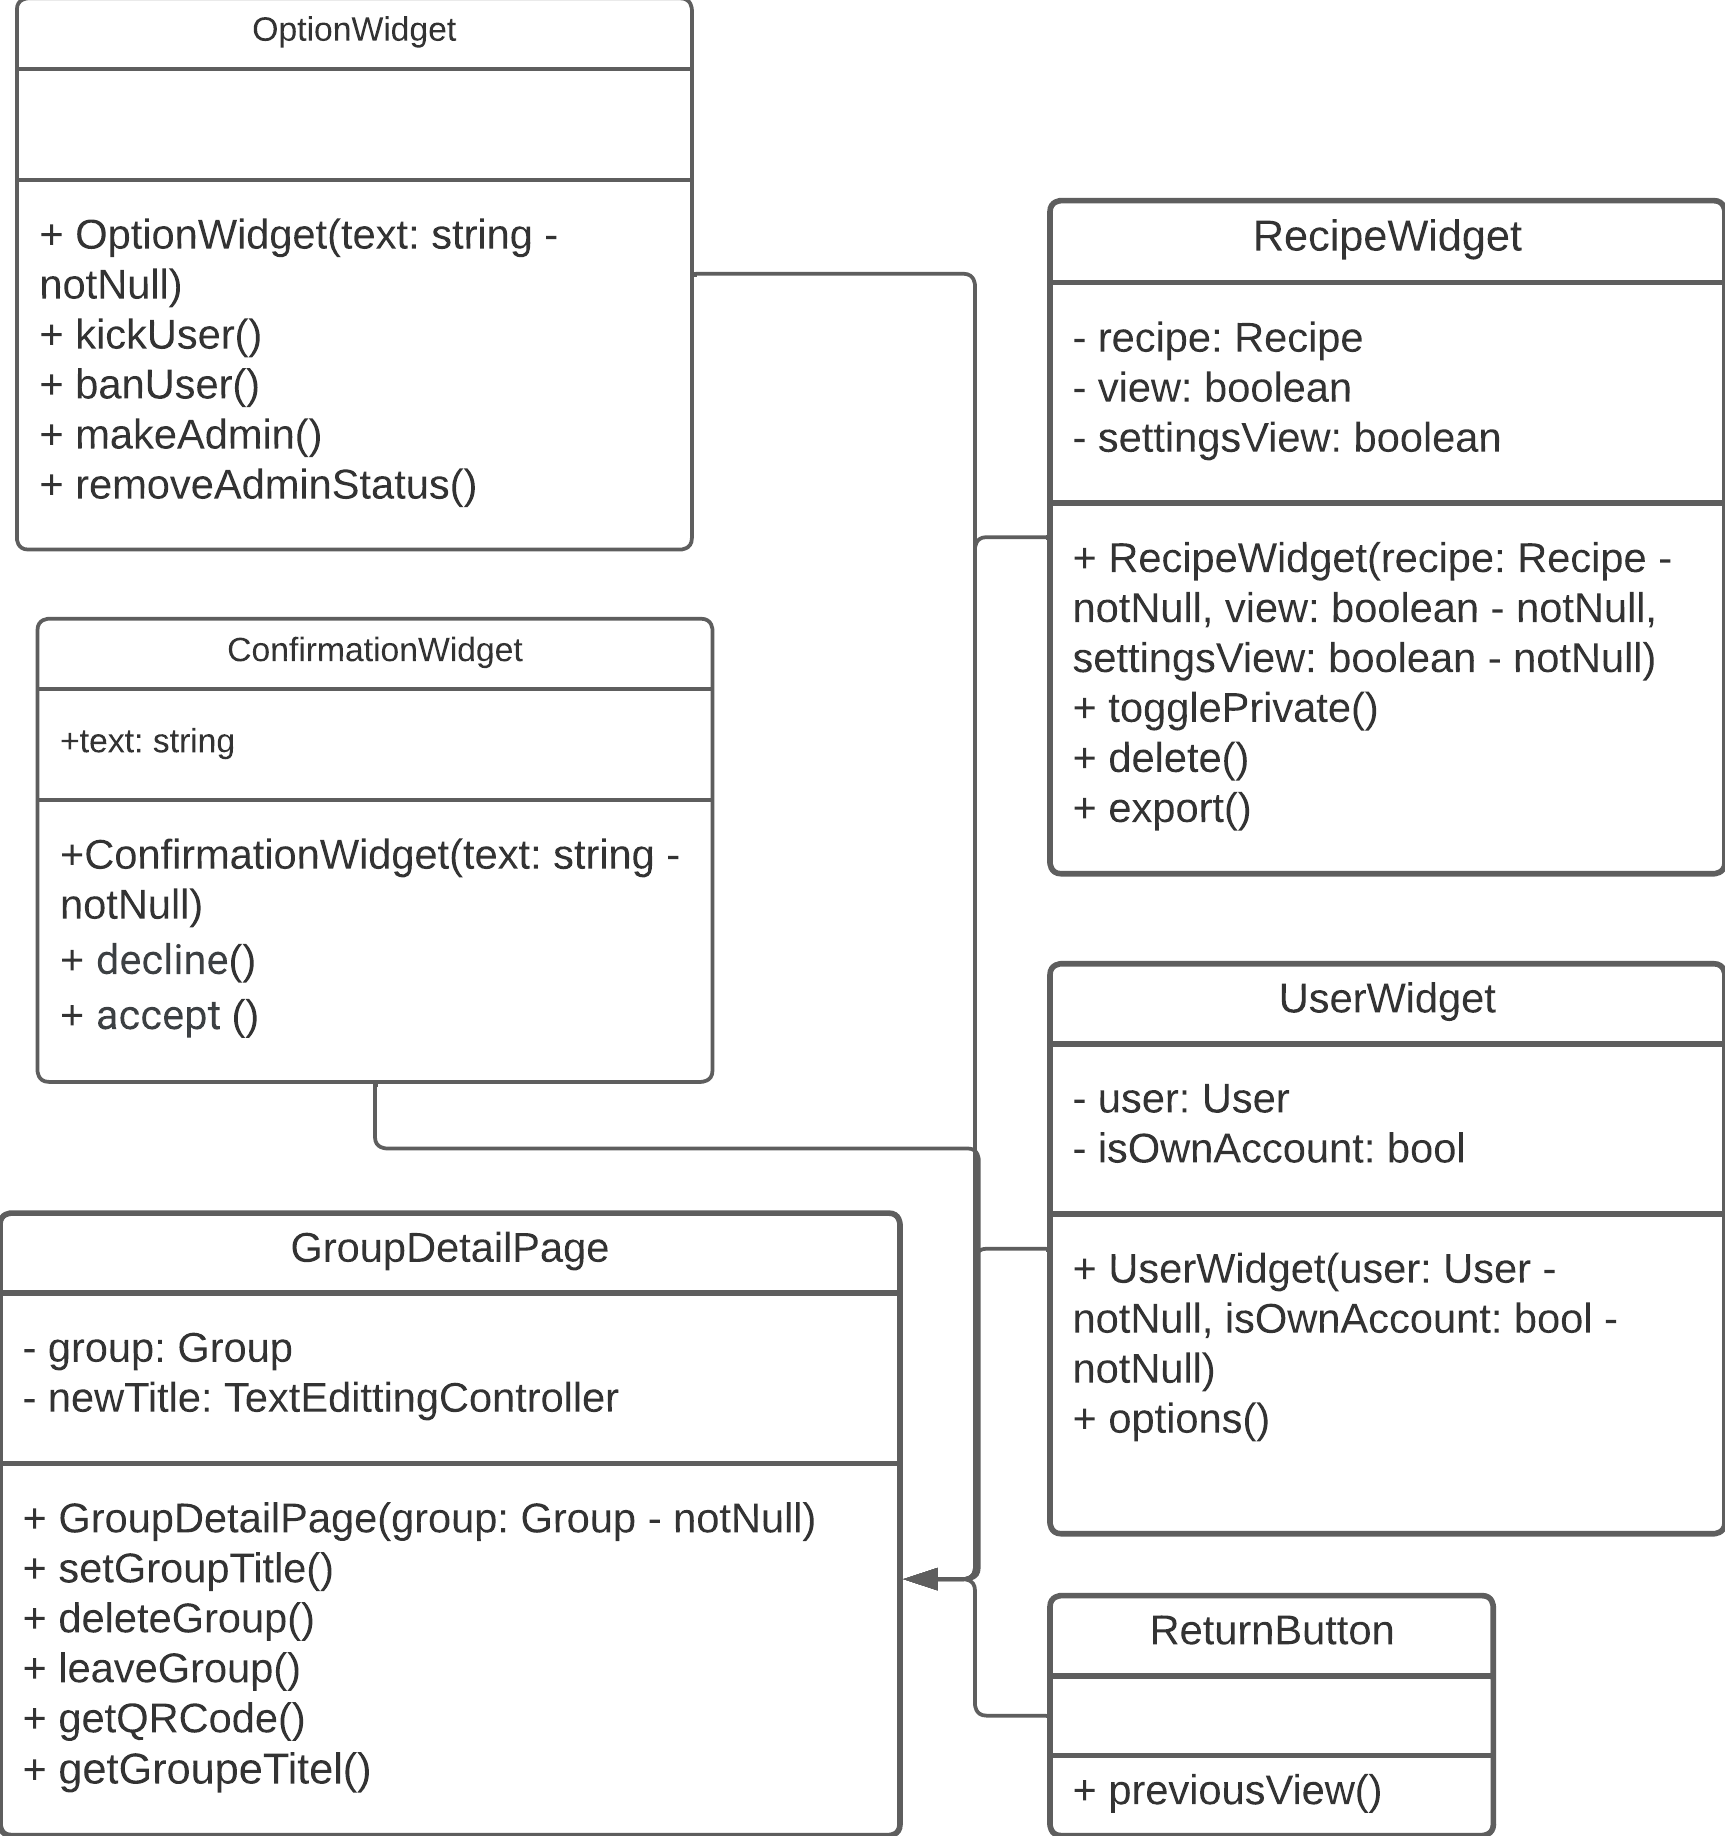 OptionWidget
+ OptionWidget(text: string -
notNull)
+ kickUser()
+ banUser()
+ makeAdmin()
+ removeAdminStatus()
RecipeWidget
- recipe: Recipe
- view: boolean
- settingsView: boolean
+ RecipeWidget(recipe: Recipe -
notNull, view: boolean - notNull,
settingsView: boolean - notNull)
+ togglePrivate()
+ delete()
+ export()
ConfirmationWidget
+text: string
+ConfirmationWidget(text: string -
notNull)
+ decline()
+ accept ()
UserWidget
- user: User
- isOwnAccount: bool
+ UserWidget(user: User -
notNull, isOwnAccount: bool -
notNull)
+ options()
GroupDetailPage
- group: Group
- newTitle: TextEdittingController
+ GroupDetailPage(group: Group - notNull)
+ setGroupTitle()
+ deleteGroup()
+ leaveGroup()
+ getQRCode()
+ getGroupeTitel()
ReturnButton
+ previousView()